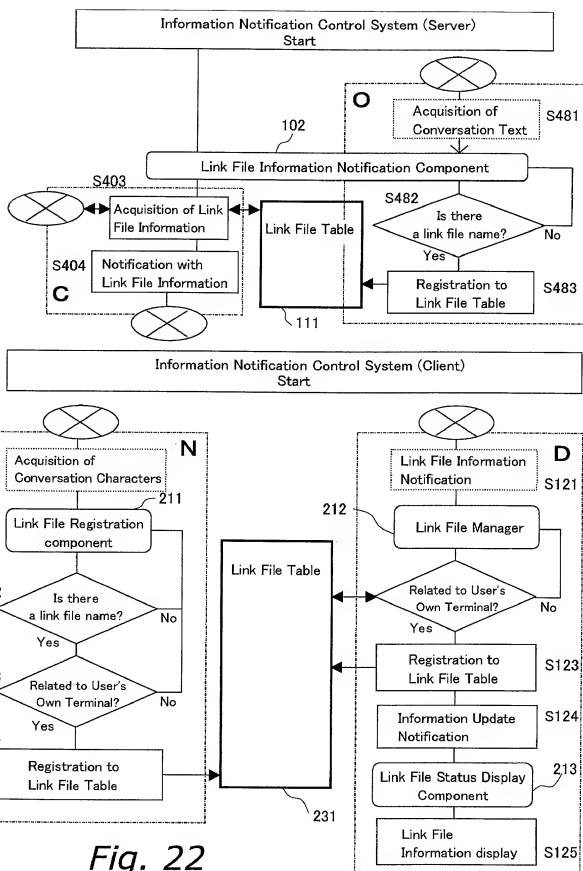 Information Notification Control System (Server)
Start
O
Acquisition of
Conversation Text
S481
102
Link File Information Notification Component
S403
Acquisition of Link
File Information
Link File Table
S482
Is there
a link file name?
No
Yes
S404
Notification with
Link File Information
C
Registration to
Link File Table
S483
111
Information Notification Control System (Client)
Start
N
Acquisition of
Conversation Characters
211
Link File Registration
component
Is there
a link file name?
No
Yes
Related to User's
Own Terminal?
No
Yes
Registration to
Link File Table
Link File Table
231
D
Link File Information
Notification
S121
212
Link File Manager
Related to User's
Own Terminal?
No
Yes
Registration to
Link File Table
S123
Information Update
Notification
S124
Link File Status Display
Component
213
Link File
Information display
S125
Fig. 22